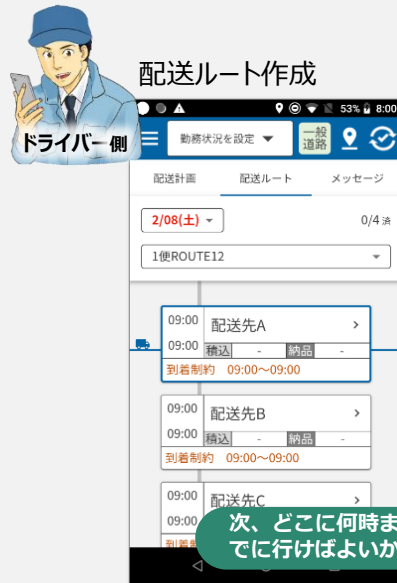 配送ルート作成
ドライバー側
53% 8:00
勤務状況を設定
一般
道路
配送計画 配送ルート メッセージ
2/08(土)
0/4 済
1便ROUTE12
09:00 配送先A
09:00 積込 - 納品 -
到着制約 09:00～09:00
09:00 配送先B
09:00 積込 - 納品 -
到着制約 09:00～09:00
09:00 配送先C
09:00
次、どこに何時ま
でに行けばよいか